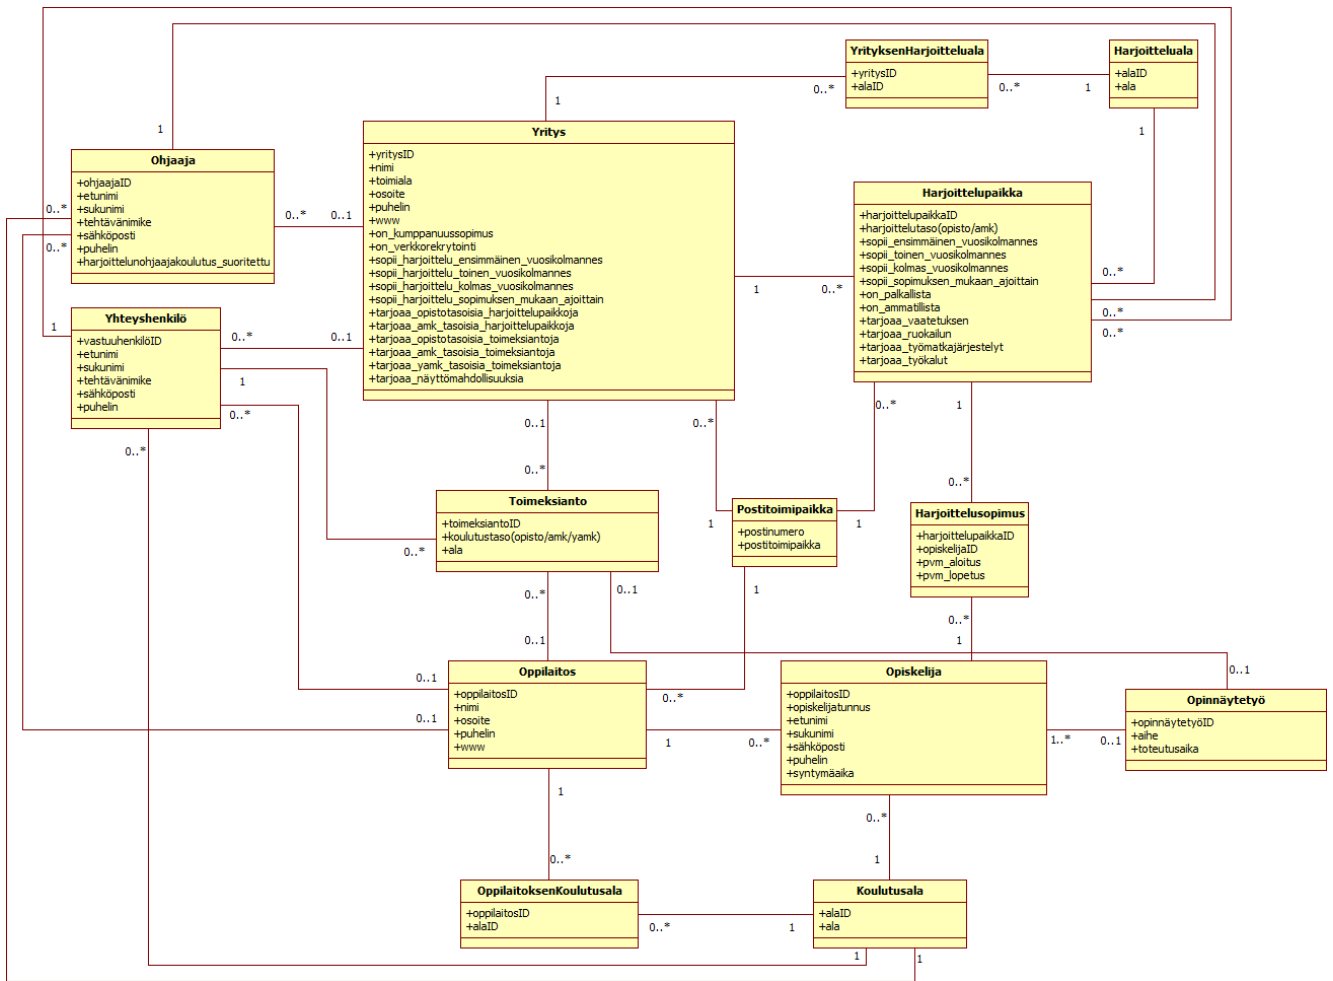 YrityksenHarjoitteluala
+yritysID
+alaID
0..*
0..*
Harjoitteluala
+alaID
+ala
1
1
1
1
Ohjaaja
+ohjaajaID
+etunimi
+sukunimi
+tehtävänimike
+sähköposti
+puhelin
+harjoittelunohjaajakoulutus_suoritettu
0..*
0..*
0..*
0..1
Yritys
+yritysID
+nimi
+toimiala
+osoite
+puhelin
+www
+on_kumppanuussopimus
+on_verkkorekrytointi
+sopii_harjoittelu_ensimmäinen_vuosikolmannes
+sopii_harjoittelu_toinen_vuosikolmannes
+sopii_harjoittelu_kolmas_vuosikolmannes
+sopii_harjoittelu_sopimuksen_mukaan_ajoittain
+tarjoaa_opistotasoisia_harjoittelupaikkoja
+tarjoaa_amk_tasoisia_harjoittelupaikkoja
+tarjoaa_opistotasoisia_toimeksiantoja
+tarjoaa_amk_tasoisia_toimeksiantoja
+tarjoaa_yamk_tasoisia_toimeksiantoja
+tarjoaa_näyttömahdollisuuksia
1
0..*
Harjoittelupaikka
+harjoittelupaikkaID
+harjoittelutaso(opisto/amk)
+sopii_ensimmäinen_vuosikolmannes
+sopii_toinen_vuosikolmannes
+sopii_kolmas_vuosikolmannes
+sopii_sopimuksen_mukaan_ajoittain
+on_palkallista
+on_ammatillista
+tarjoaa_vaatetuksen
+tarjoaa_ruokailun
+tarjoaa_työmatkajärjestelyt
+tarjoaa_työkalut
0..*
0..*
0..*
Yhteyshenkilö
+vastuuhenkilöID
+etunimi
+sukunimi
+tehtävänimike
+sähköposti
+puhelin
1
0..*
0..1
1
0..*
0..*
0..1
0..*
0..*
0..*
1
0..*
Toimeksianto
+toimeksiantoID
+koulutustaso(opisto/amk/yamk)
+ala
0..*
0..*
0..1
0..1
Postitoimipaikka
+postinumero
+postitoimipaikka
1
1
1
Harjoittelusopimus
+harjoittelupaikkaID
+opiskelijaID
+pvm_aloitus
+pvm_lopetus
0..*
1
Oppilaitos
+oppilaitosID
+nimi
+osoite
+puhelin
+www
0..1
0..1
0..*
1
0..*
1
Opiskelija
+oppilaitosID
+opiskelijatunnus
+etunimi
+sukunimi
+sähköposti
+puhelin
+syntymäaika
1..*
0..1
0..1
Opinnäytetyö
+opinnäytetyöID
+aihe
+toteutusaika
0..*
1
0..*
OppilaitoksenKoulutusala
+oppilaitosID
+alaID
0..*
1
Koulutusala
+alaID
+ala
1
1